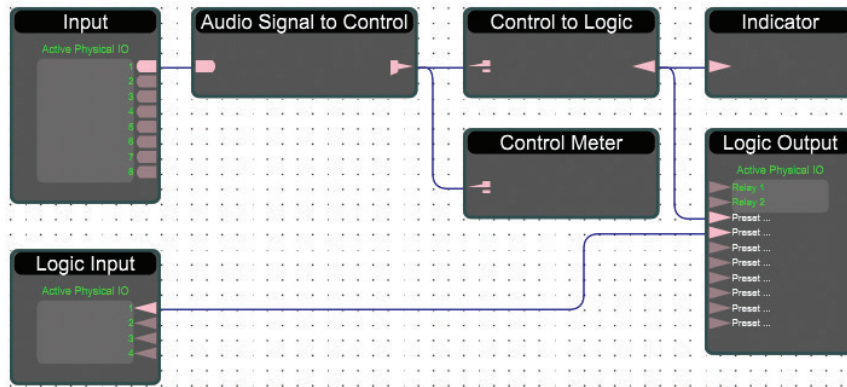 Input
Active Physical IO
1
2
3
4
5
6
7
8
Audio Signal to Control
Control to Logic
Indicator
Control Meter
Logic Output
Active Physical IO
Relay 1
Relay 2
Preset ...
Preset ...
Preset ...
Preset ...
Preset ...
Preset ...
Preset ...
Preset ...
Logic Input
Active Physical IO
1
2
3
4